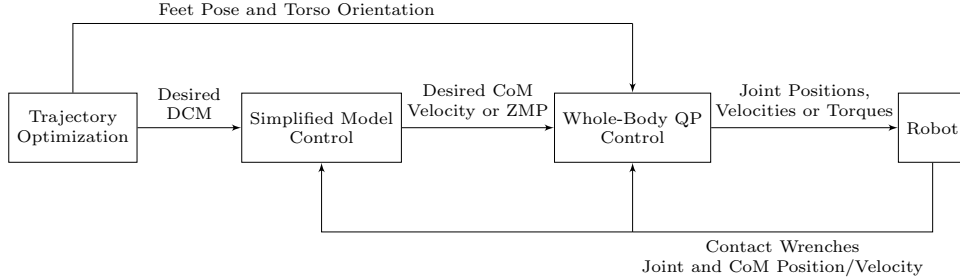 Feet Pose and Torso Orientation
Trajectory
Optimization
Desired
DCM
Simplified Model
Control
Desired CoM
Velocity or ZMP
Whole-Body QP
Control
Joint Positions,
Velocities or Torques
Robot
Contact Wrenches
Joint and CoM Position/Velocity